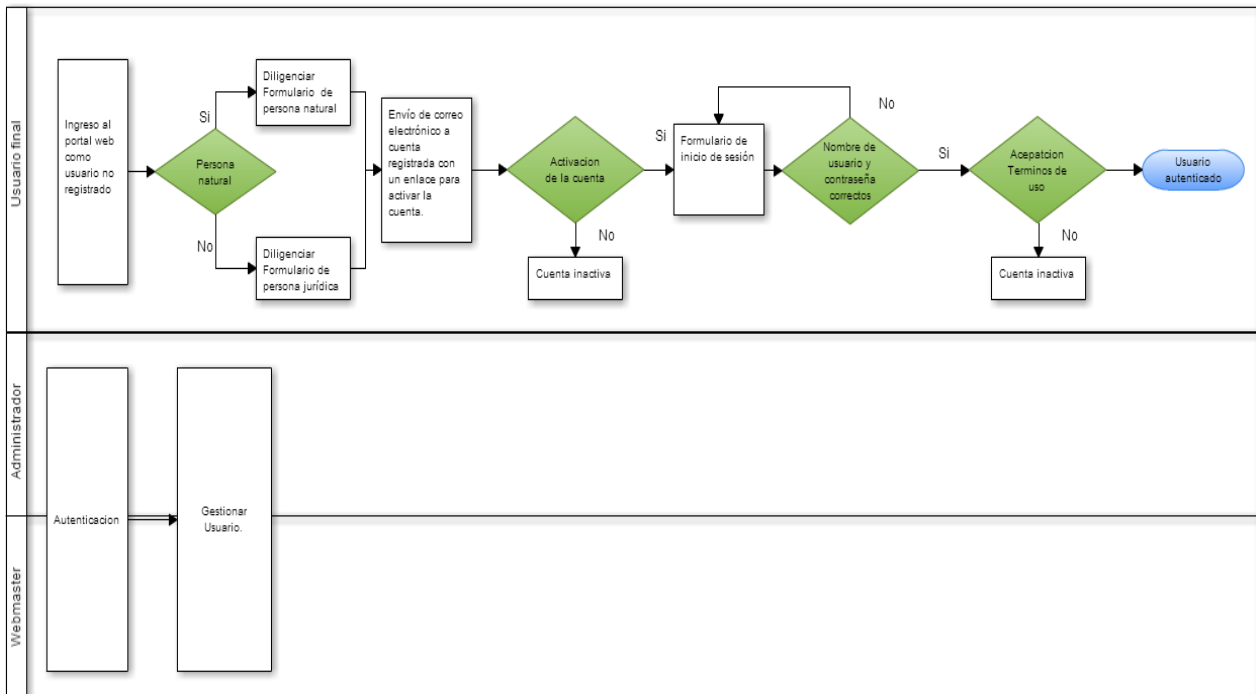 Usuario final
Ingreso al
portal web
como
usuario no
registrado
Persona
natural
Si
No
Diligenciar
Formulario de
persona natural
Diligenciar
Formulario de
persona jurídica
Envío de correo
electrónico a
cuenta
registrada con
un enlace para
activar la
cuenta.
Activacion
de la cuenta
Si
No
Cuenta inactiva
Formulario de
inicio de sesión
Nombre de
usuario y
contraseña
correctos
No
Si
Acepatcion
Terminos de
uso
No
Cuenta inactiva
Usuario
autenticado
Administrador
Webmaster
Autenticacion
Gestionar
Usuario.